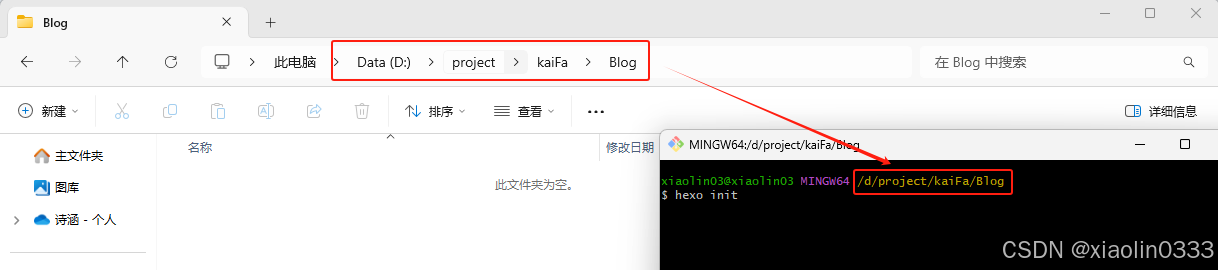 Blog
此电脑 Data (D:) project kaiFa Blog
在 Blog 中搜索
新建 排序 查看 详细信息
主文件夹
图库
诗涵 - 个人
名称 修改日期
此文件夹为空。
MINGW64:/d/project/kaiFa/Blog
xiaolin03@xiaolin03 MINGW64 /d/project/kaiFa/Blog
$ hexo init
CSDN @xiaolin0333